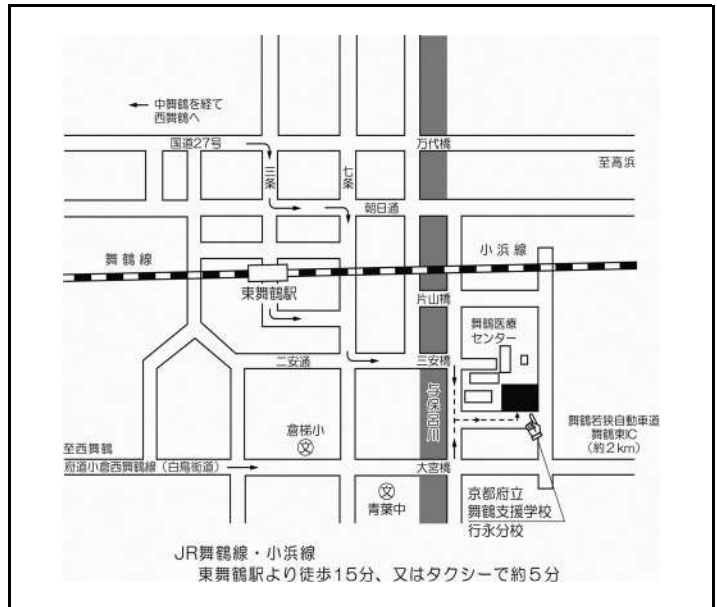 中舞鶴を経て
西舞鶴へ
国道27号
万代橋
至高浜
三条
七条
朝日通
舞鶴線
小浜線
東舞鶴駅
片山橋
舞鶴医療
センター
二安通
三安橋
与保呂川
倉梯小
文
舞鶴若狭自動車道
舞鶴東IC
(約2km)
至西舞鶴
府道小倉西舞鶴線(白鳥街道)
大宮橋
文
青葉中
京都府立
舞鶴支援学校
行永分校
JR舞鶴線・小浜線
東舞鶴駅より徒歩15分、又はタクシーで約5分